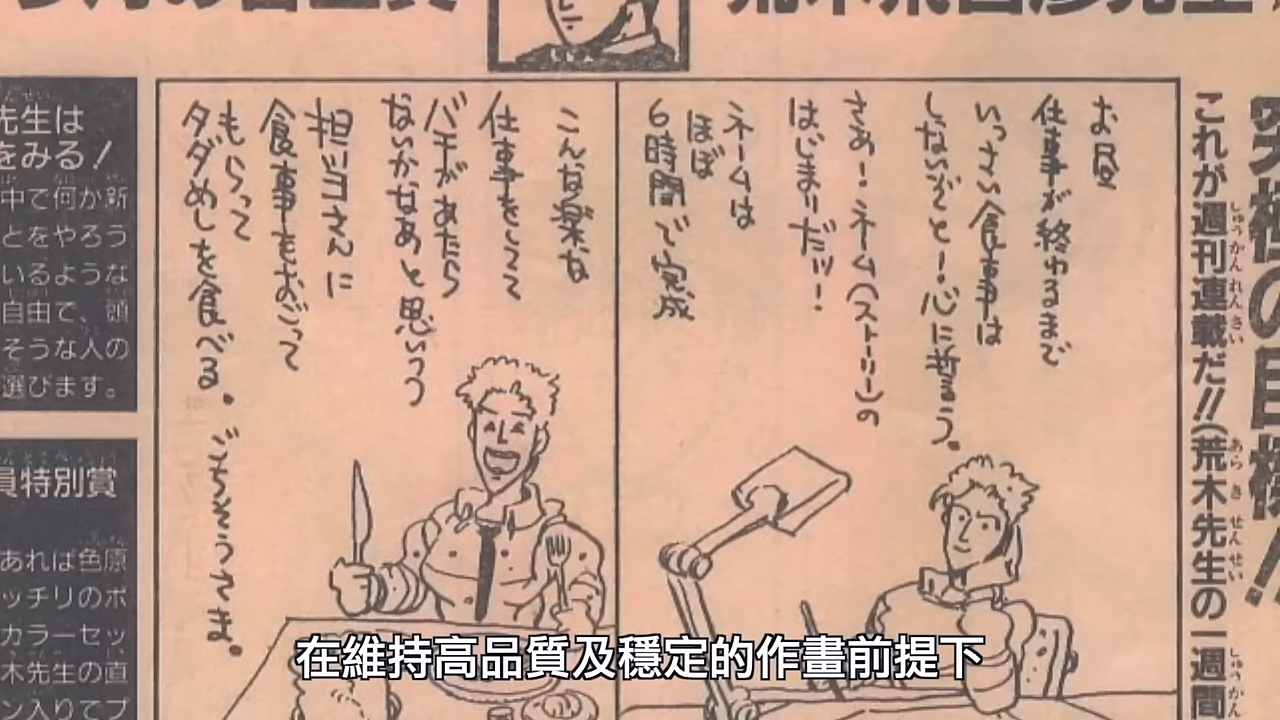 荒木飛呂彦先生
これが週刊連載だ!!(荒木先生の一週間
お昼
仕事が終わるまで
いっさい食事は
しないぞと!心に誓う。
さあ!ネーム(ストーリー)の
はじまりだッ!
ネームは
ほぼ
6時間で完成
こんな楽な
仕事をしてて
バチがあたら
ないかなあと思いつつ
担当さんに
食事をおごって
もらって
タダめしを食べる。ごちそうさま。
先生は
をみる!
中で何か新
とをやろう
いるような
自由で、頭
そうな人の
選びます。
員特別賞
あれば色原
ッチリのポ
カラーセッ
木先生の直
ン入りでプ
在維持高品質及穩定的作畫前提下